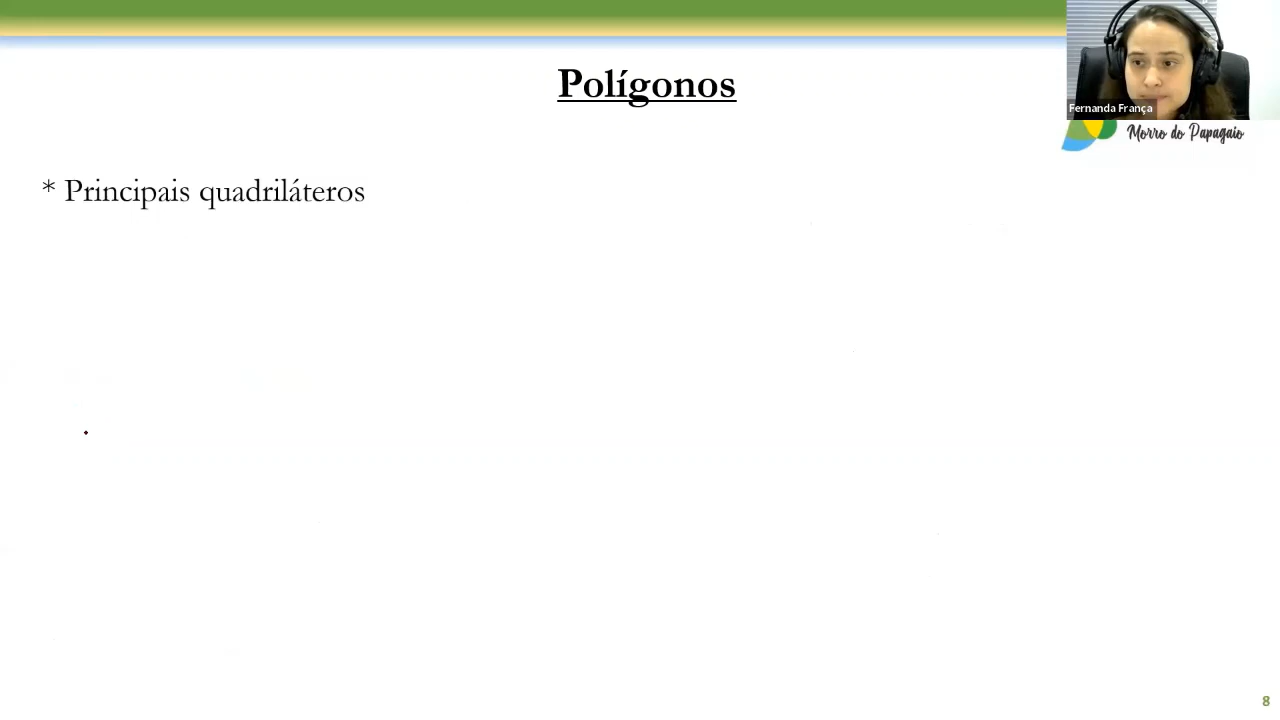 Polígonos
Fernanda França
Morro do Papagaio
* Principais quadriláteros
8